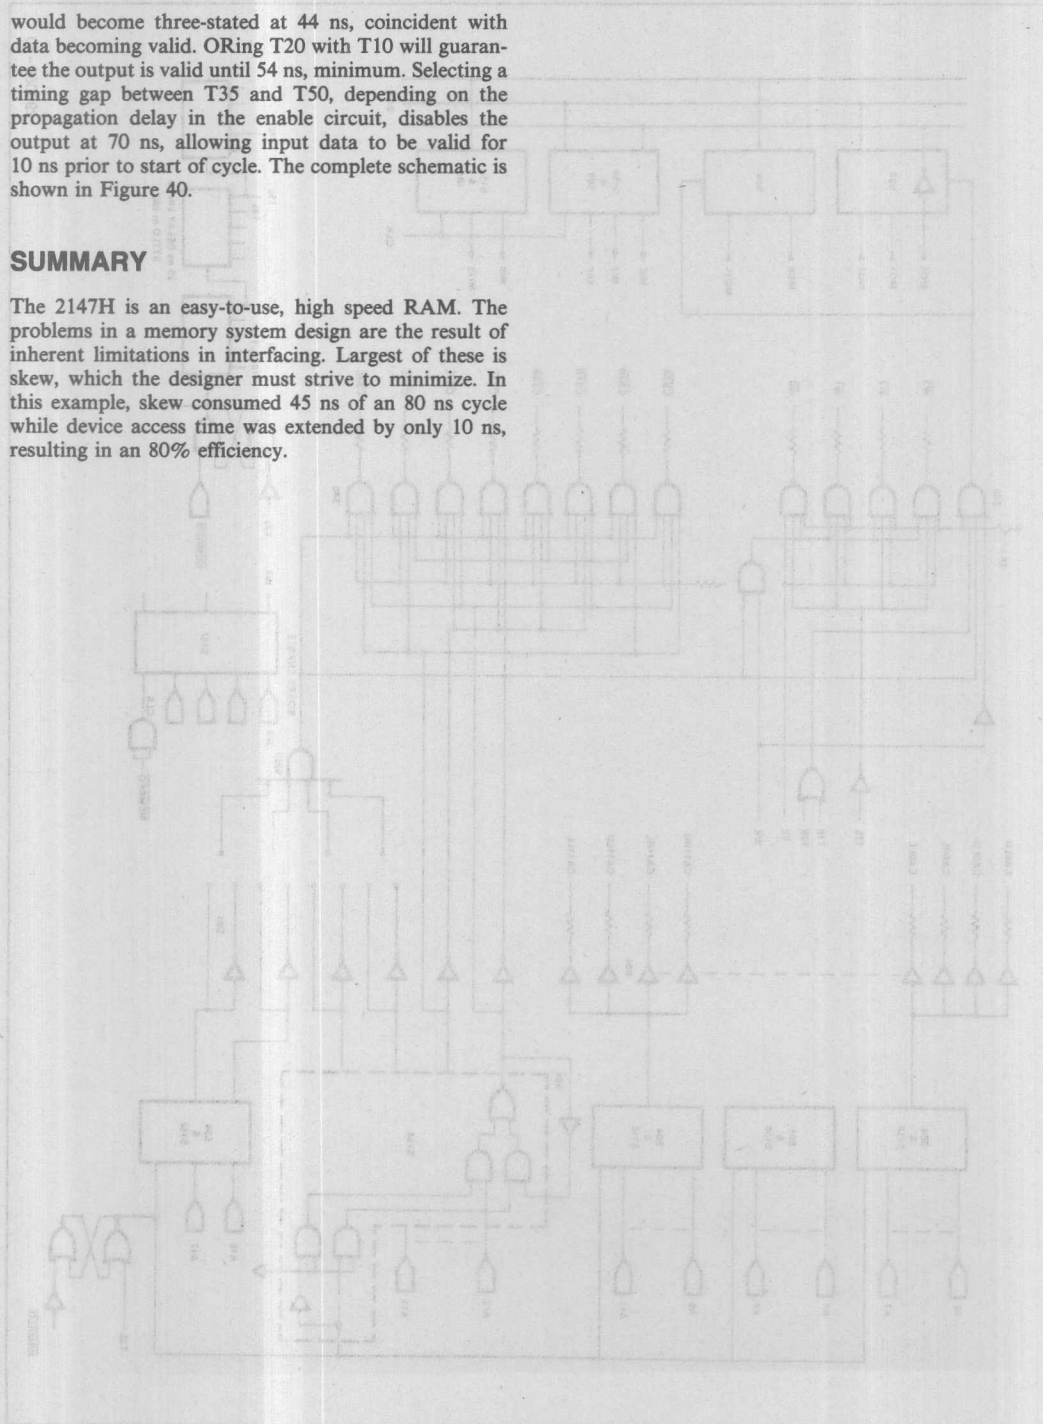 would become three-stated at 44 ns, coincident with
data becoming valid. ORing T20 with T10 will guaran-
tee the output is valid until 54 ns, minimum. Selecting a
timing gap between T35 and T50, depending on the
propagation delay in the enable circuit, disables the
output at 70 ns, allowing input data to be valid for
10 ns prior to start of cycle. The complete schematic is
shown in Figure 40.
SUMMARY
The 2147H is an easy-to-use, high speed RAM. The
problems in a memory system design are the result of
inherent limitations in interfacing. Largest of these is
skew, which the designer must strive to minimize. In
this example, skew consumed 45 ns of an 80 ns cycle
while device access time was extended by only 10 ns,
resulting in an 80% efficiency.